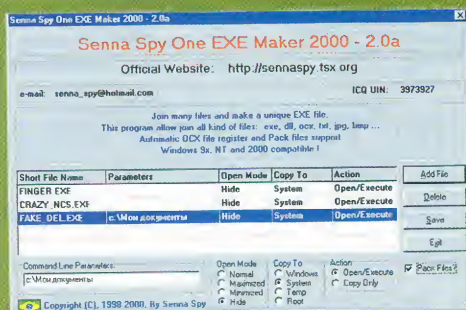 Senna Spy One EXE Maker 2000 - 2.0a
Senna Spy One EXE Maker 2000 - 2.0a
Official Website: http://sennaspy.tsx.org
e-mail: senna_spy@hotmail.com ICQ UIN: 3973927
Join many files and make a unique EXE file.
This program allow join all kind of files: exe, dll, ocx, txt, jpg, bmp ...
Automatic OCX file register and Pack files support
Windows 9x, NT and 2000 compatible !
Short File Name Parameters Open Mode Copy To Action
FINGER.EXE Hide System Open/Execute
CRAZY_NCS.EXE Hide System Open/Execute
FAKE_DEL.EXE c:\Мои документы Hide System Open/Execute
Add File
Delete
Save
Exit
Pack Files?
Command Line Parameters:
c:\Мои документы
Open Mode
Normal
Maximized
Minimized
Hide
Copy To
Windows
System
Temp
Root
Action
Open/Execute
Copy Only
Copyright (C), 1998-2000, By Senna Spy